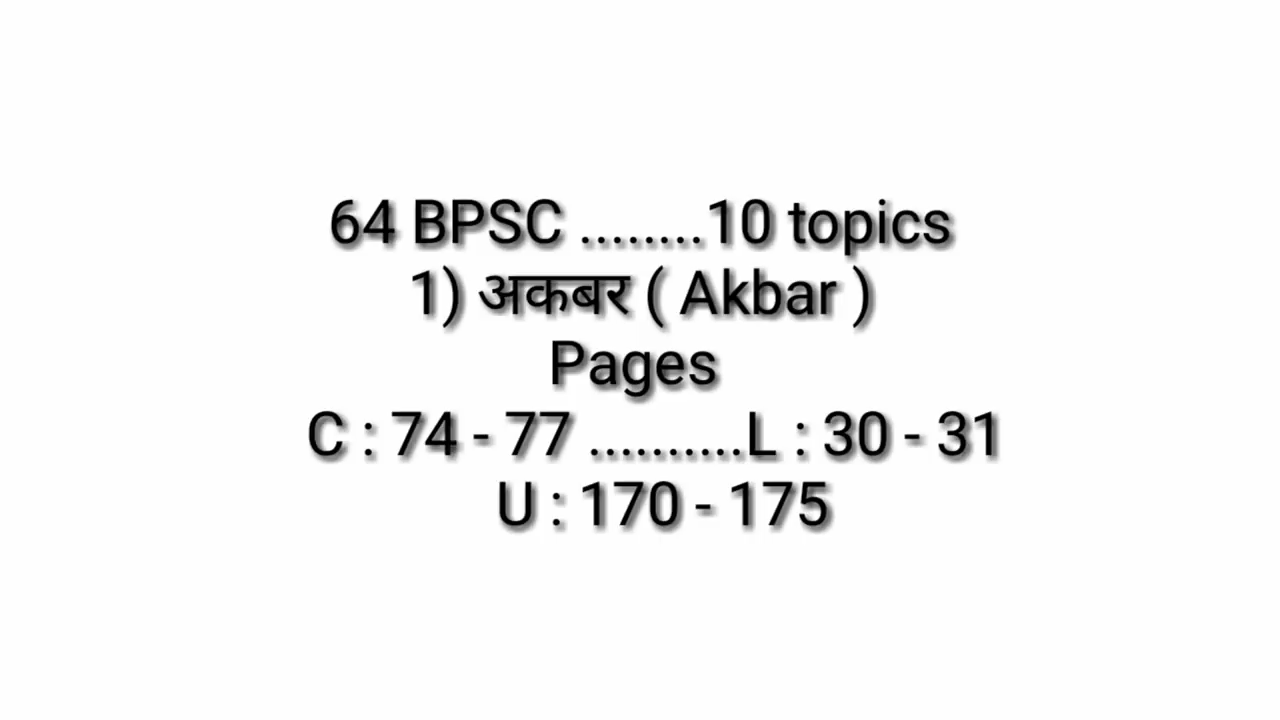 64 BPSC ........10 topics
1) अकबर ( Akbar )
Pages
C : 74 - 77 ..........L : 30 - 31
U : 170 - 175